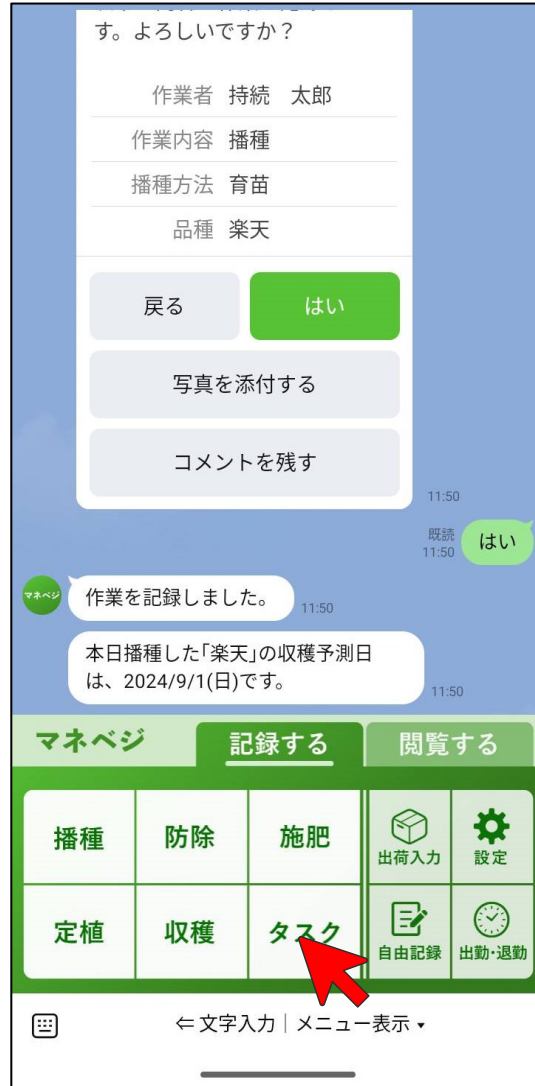 す。よろしいですか？
作業者 持続　太郎
作業内容 播種
播種方法 育苗
品種 楽天
戻る はい
写真を添付する
コメントを残す
11:50
既読
11:50 はい
マネベジ 作業を記録しました。 11:50
本日播種した「楽天」の収穫予測日
は、2024/9/1(日)です。 11:50
マネベジ 記録する 閲覧する
播種 防除 施肥 出荷入力 設定
定植 収穫 タスク 自由記録 出勤・退勤
⇐ 文字入力｜メニュー表示 ▾